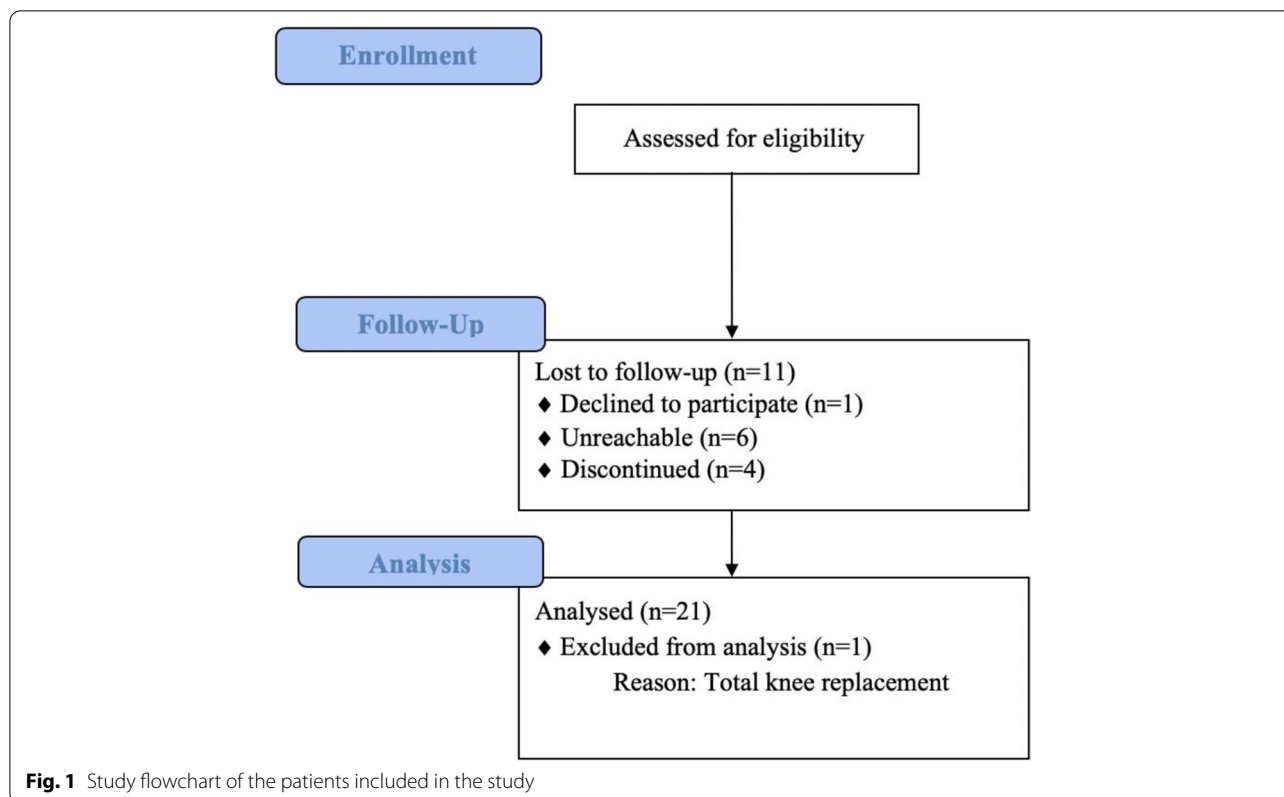 Enrollment
Assessed for eligibility
Follow-Up
Lost to follow-up (n=11)
♦ Declined to participate (n=1)
♦ Unreachable (n=6)
♦ Discontinued (n=4)
Analysis
Analysed (n=21)
♦ Excluded from analysis (n=1)
Reason: Total knee replacement
Fig. 1 Study flowchart of the patients included in the study